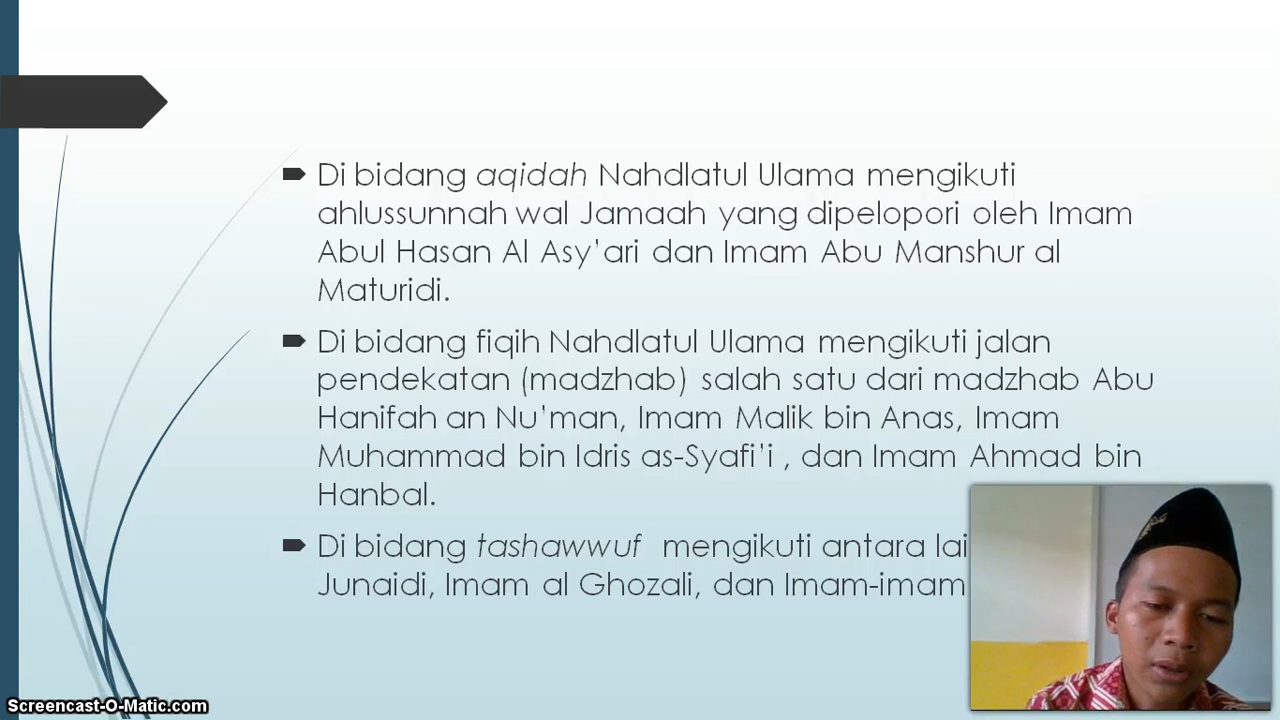 Di bidang aqidah Nahdlatul Ulama mengikuti
ahlussunnah wal Jamaah yang dipelopori oleh Imam
Abul Hasan Al Asy'ari dan Imam Abu Manshur al
Maturidi.
Di bidang fiqih Nahdlatul Ulama mengikuti jalan
pendekatan (madzhab) salah satu dari madzhab Abu
Hanifah an Nu'man, Imam Malik bin Anas, Imam
Muhammad bin Idris as-Syafi'i , dan Imam Ahmad bin
Hanbal.
Di bidang tashawwuf mengikuti antara lai
Junaidi, Imam al Ghozali, dan Imam-imam
Screencast-O-Matic.com